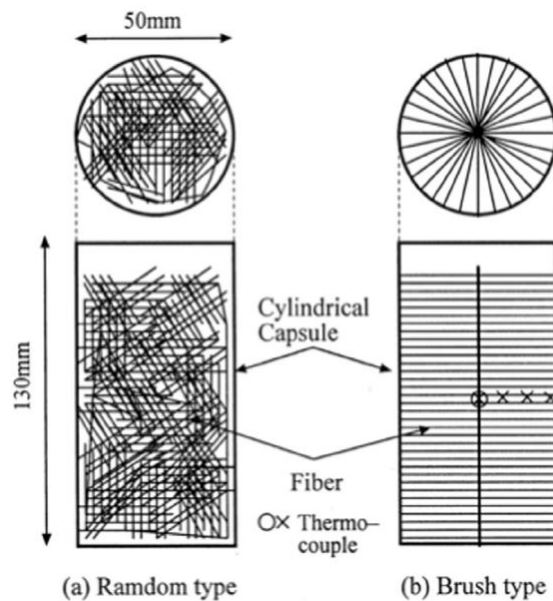 50mm
130mm
Cylindrical
Capsule
Fiber
○× Thermo–
couple
(a) Ramdom type
(b) Brush type